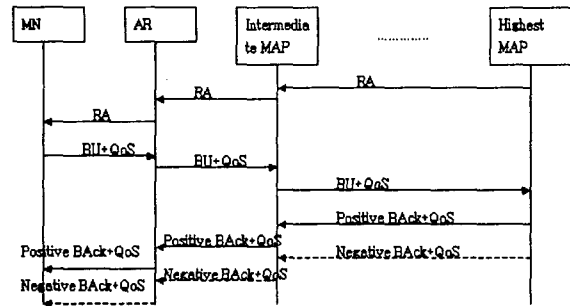 MN
AR
Intermedia
te MAP
...........
Highest
MAP
RA
RA
RA
BU+QoS
BU+QoS
BU+QoS
Positive BAck+QoS
Positive BAck+QoS
Positive BAck+QoS
Negative BAck+QoS
Negative BAck+QoS
Negative BAck+QoS